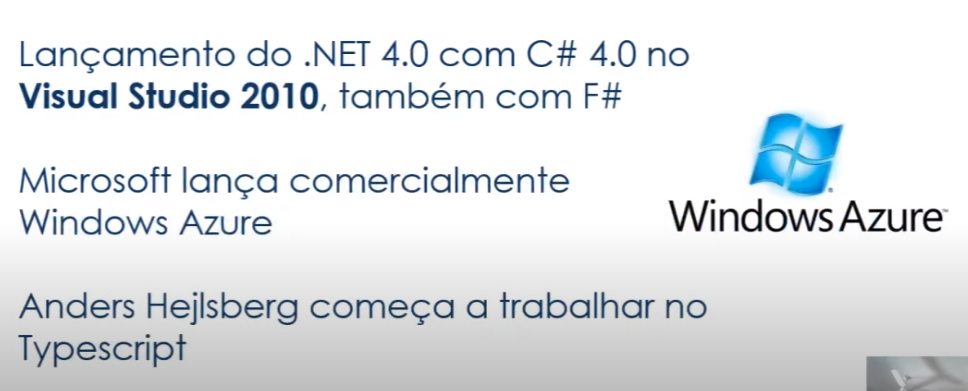 Lançamento do .NET 4.0 com C# 4.0 no
Visual Studio 2010, também com F#
Microsoft lança comercialmente
Windows Azure
Windows Azure™
Anders Hejlsberg começa a trabalhar no
Typescript